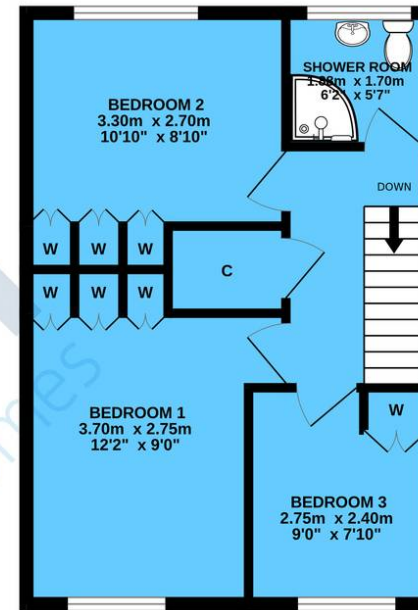 BEDROOM 2
3.30m x 2.70m
10'10" x 8'10"
SHOWER ROOM
1.88m x 1.70m
6'2" x 5'7"
DOWN
W W W
C
W W W
BEDROOM 1
3.70m x 2.75m
12'2" x 9'0"
W
BEDROOM 3
2.75m x 2.40m
9'0" x 7'10"